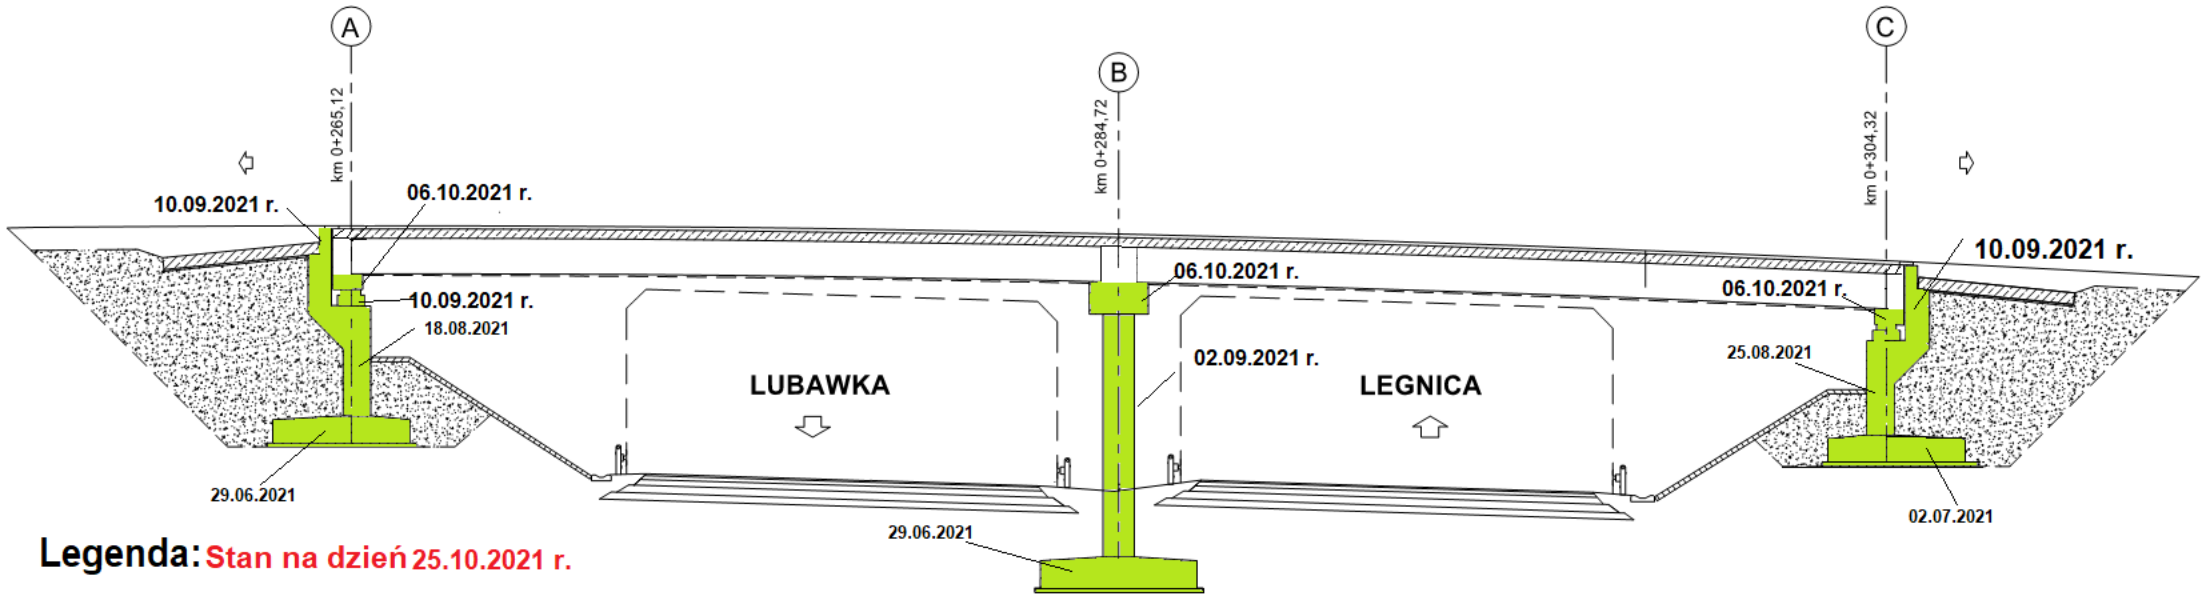 A
B
C
km 0+265,12
km 0+284,72
km 0+304,32
10.09.2021 r.
06.10.2021 r.
10.09.2021 r.
18.08.2021
06.10.2021 r.
10.09.2021 r.
06.10.2021 r.
25.08.2021
02.09.2021 r.
LUBAWKA
LEGNICA
29.06.2021
29.06.2021
02.07.2021
Legenda: Stan na dzień 25.10.2021 r.